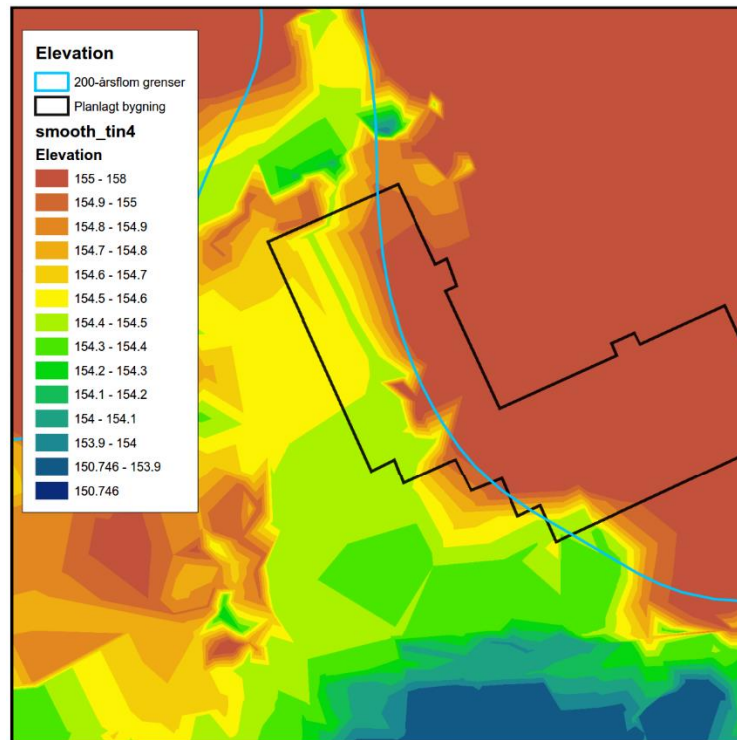 Elevation
200-årsflom grenser
Planlagt bygning
smooth_tin4
Elevation
155 - 158
154.9 - 155
154.8 - 154.9
154.7 - 154.8
154.6 - 154.7
154.5 - 154.6
154.4 - 154.5
154.3 - 154.4
154.2 - 154.3
154.1 - 154.2
154 - 154.1
153.9 - 154
150.746 - 153.9
150.746